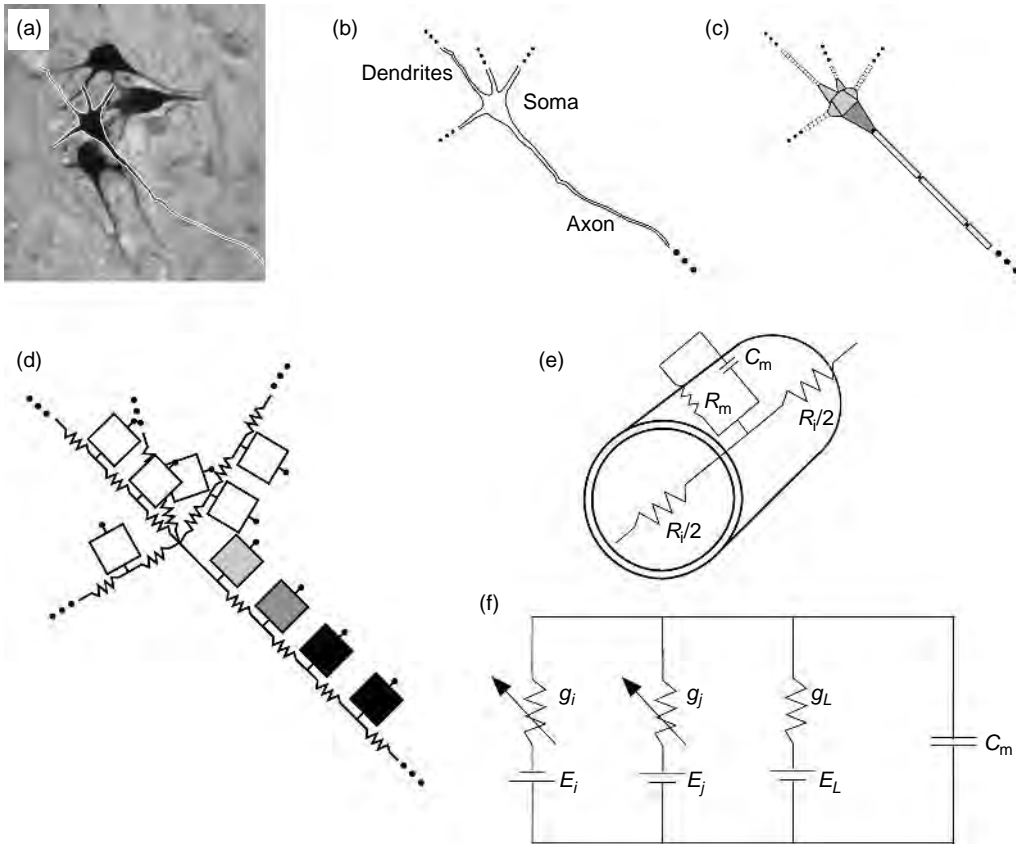 (a)
(b)
Dendrites
Soma
Axon
(c)
(d)
(e)
Cm
Rm
Ri/2
Ri/2
(f)
gi
gj
gL
Cm
Ei
Ej
EL